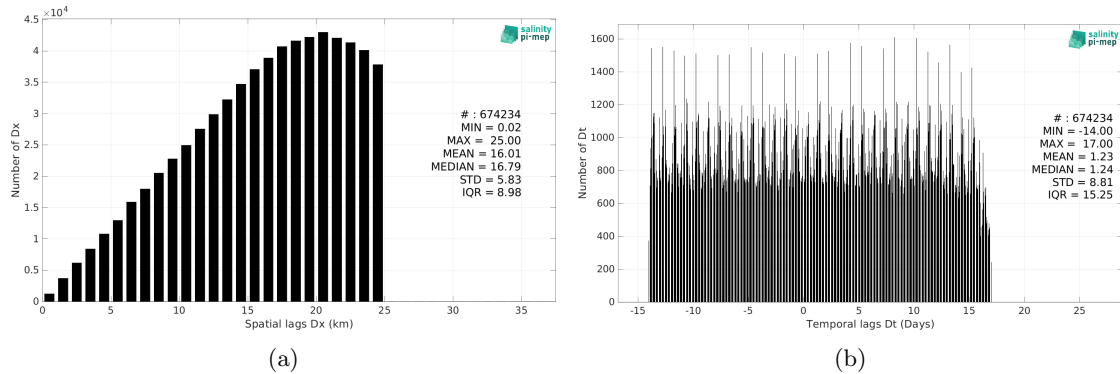 ×10⁴
4.5
4
3.5
3
2.5
2
1.5
1
0.5
0
Number of Dx
0 5 10 15 20 25 30 35
Spatial lags Dx (km)
salinity
pi-mep
# : 674234
MIN = 0.02
MAX = 25.00
MEAN = 16.01
MEDIAN = 16.79
STD = 5.83
IQR = 8.98
(a)
1600
1400
1200
1000
800
600
400
200
0
Number of Dt
-15 -10 -5 0 5 10 15 20 25
Temporal lags Dt (Days)
salinity
pi-mep
# : 674234
MIN = -14.00
MAX = 17.00
MEAN = 1.23
MEDIAN = 1.24
STD = 8.81
IQR = 15.25
(b)